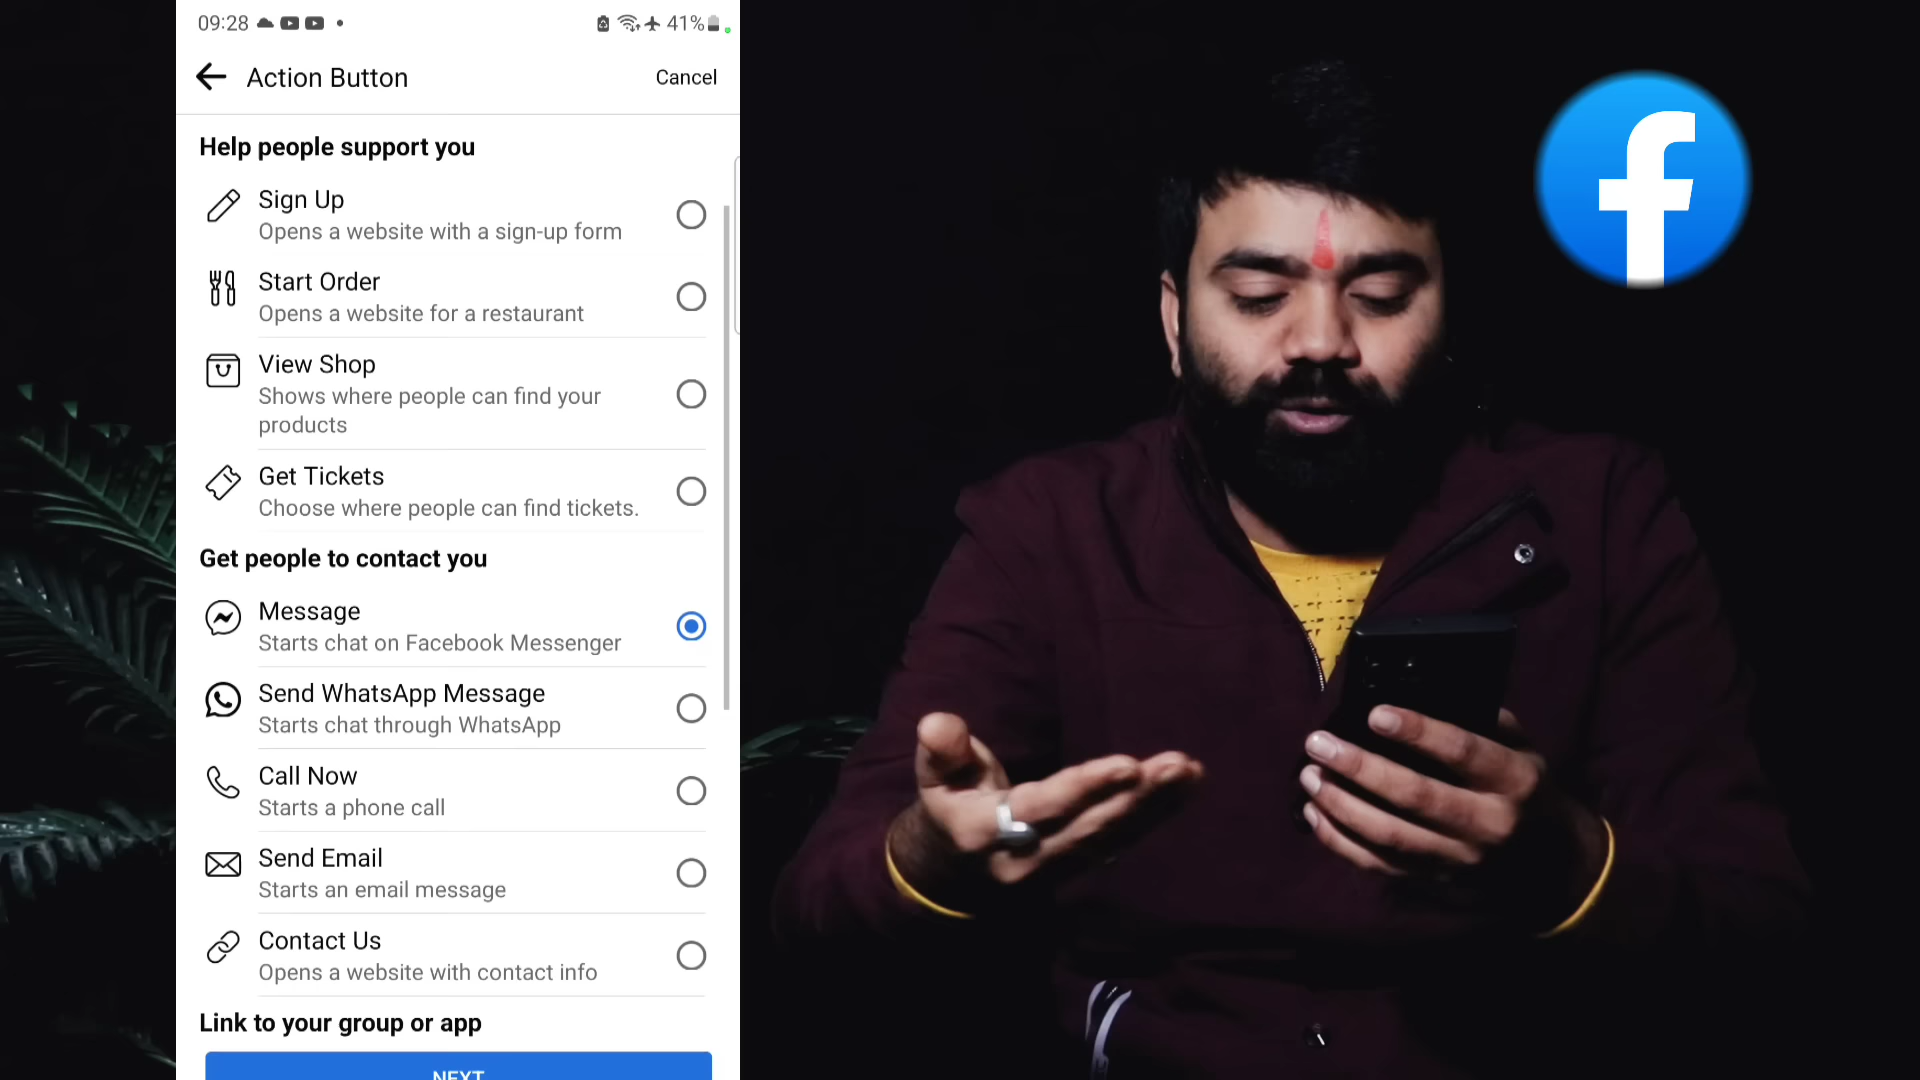 09:28
41%
Action Button
Cancel
Help people support you
Sign Up
Opens a website with a sign-up form
Start Order
Opens a website for a restaurant
View Shop
Shows where people can find your
products
Get Tickets
Choose where people can find tickets.
Get people to contact you
Message
Starts chat on Facebook Messenger
Send WhatsApp Message
Starts chat through WhatsApp
Call Now
Starts a phone call
Send Email
Starts an email message
Contact Us
Opens a website with contact info
Link to your group or app
NEXT